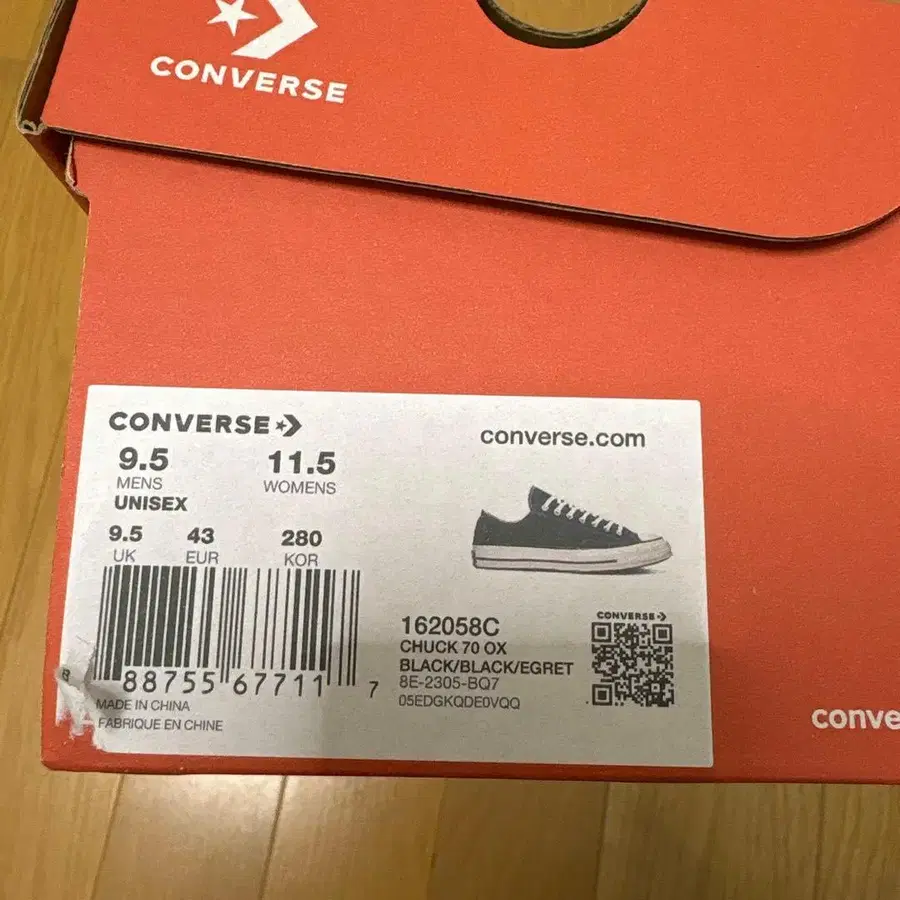 CONVERSE
CONVERSE
converse.com
9.5 11.5
MENS WOMENS
UNISEX
9.5 43 280
UK EUR KOR
88755 67711 7
MADE IN CHINA
FABRIQUE EN CHINE
162058C
CHUCK 70 OX
BLACK/BLACK/EGRET
8E-2305-BQ7
05EDGKQDE0VQQ
CONVERSE
conve